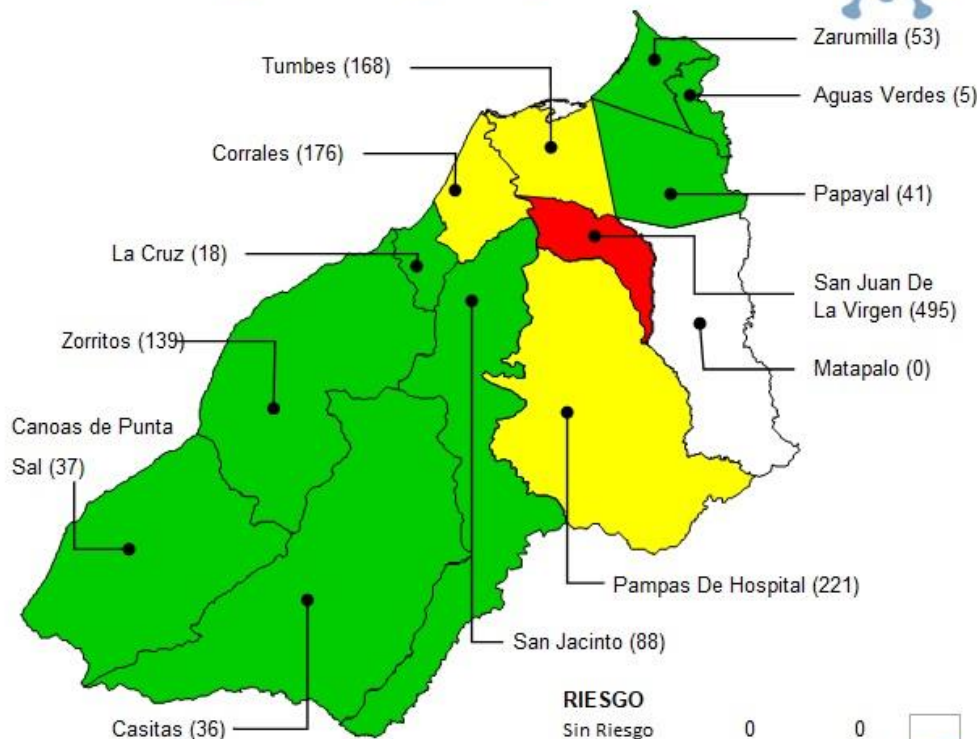 Zarumilla (53)
Tumbes (168)
Aguas Verdes (5)
Corrales (176)
Papayal (41)
La Cruz (18)
San Juan De
La Virgen (495)
Zorritos (139)
Matapalo (0)
Canoas de Punta
Sal (37)
Pampas De Hospital (221)
San Jacinto (88)
Casitas (36)
RIESGO
Sin Riesgo 0 0